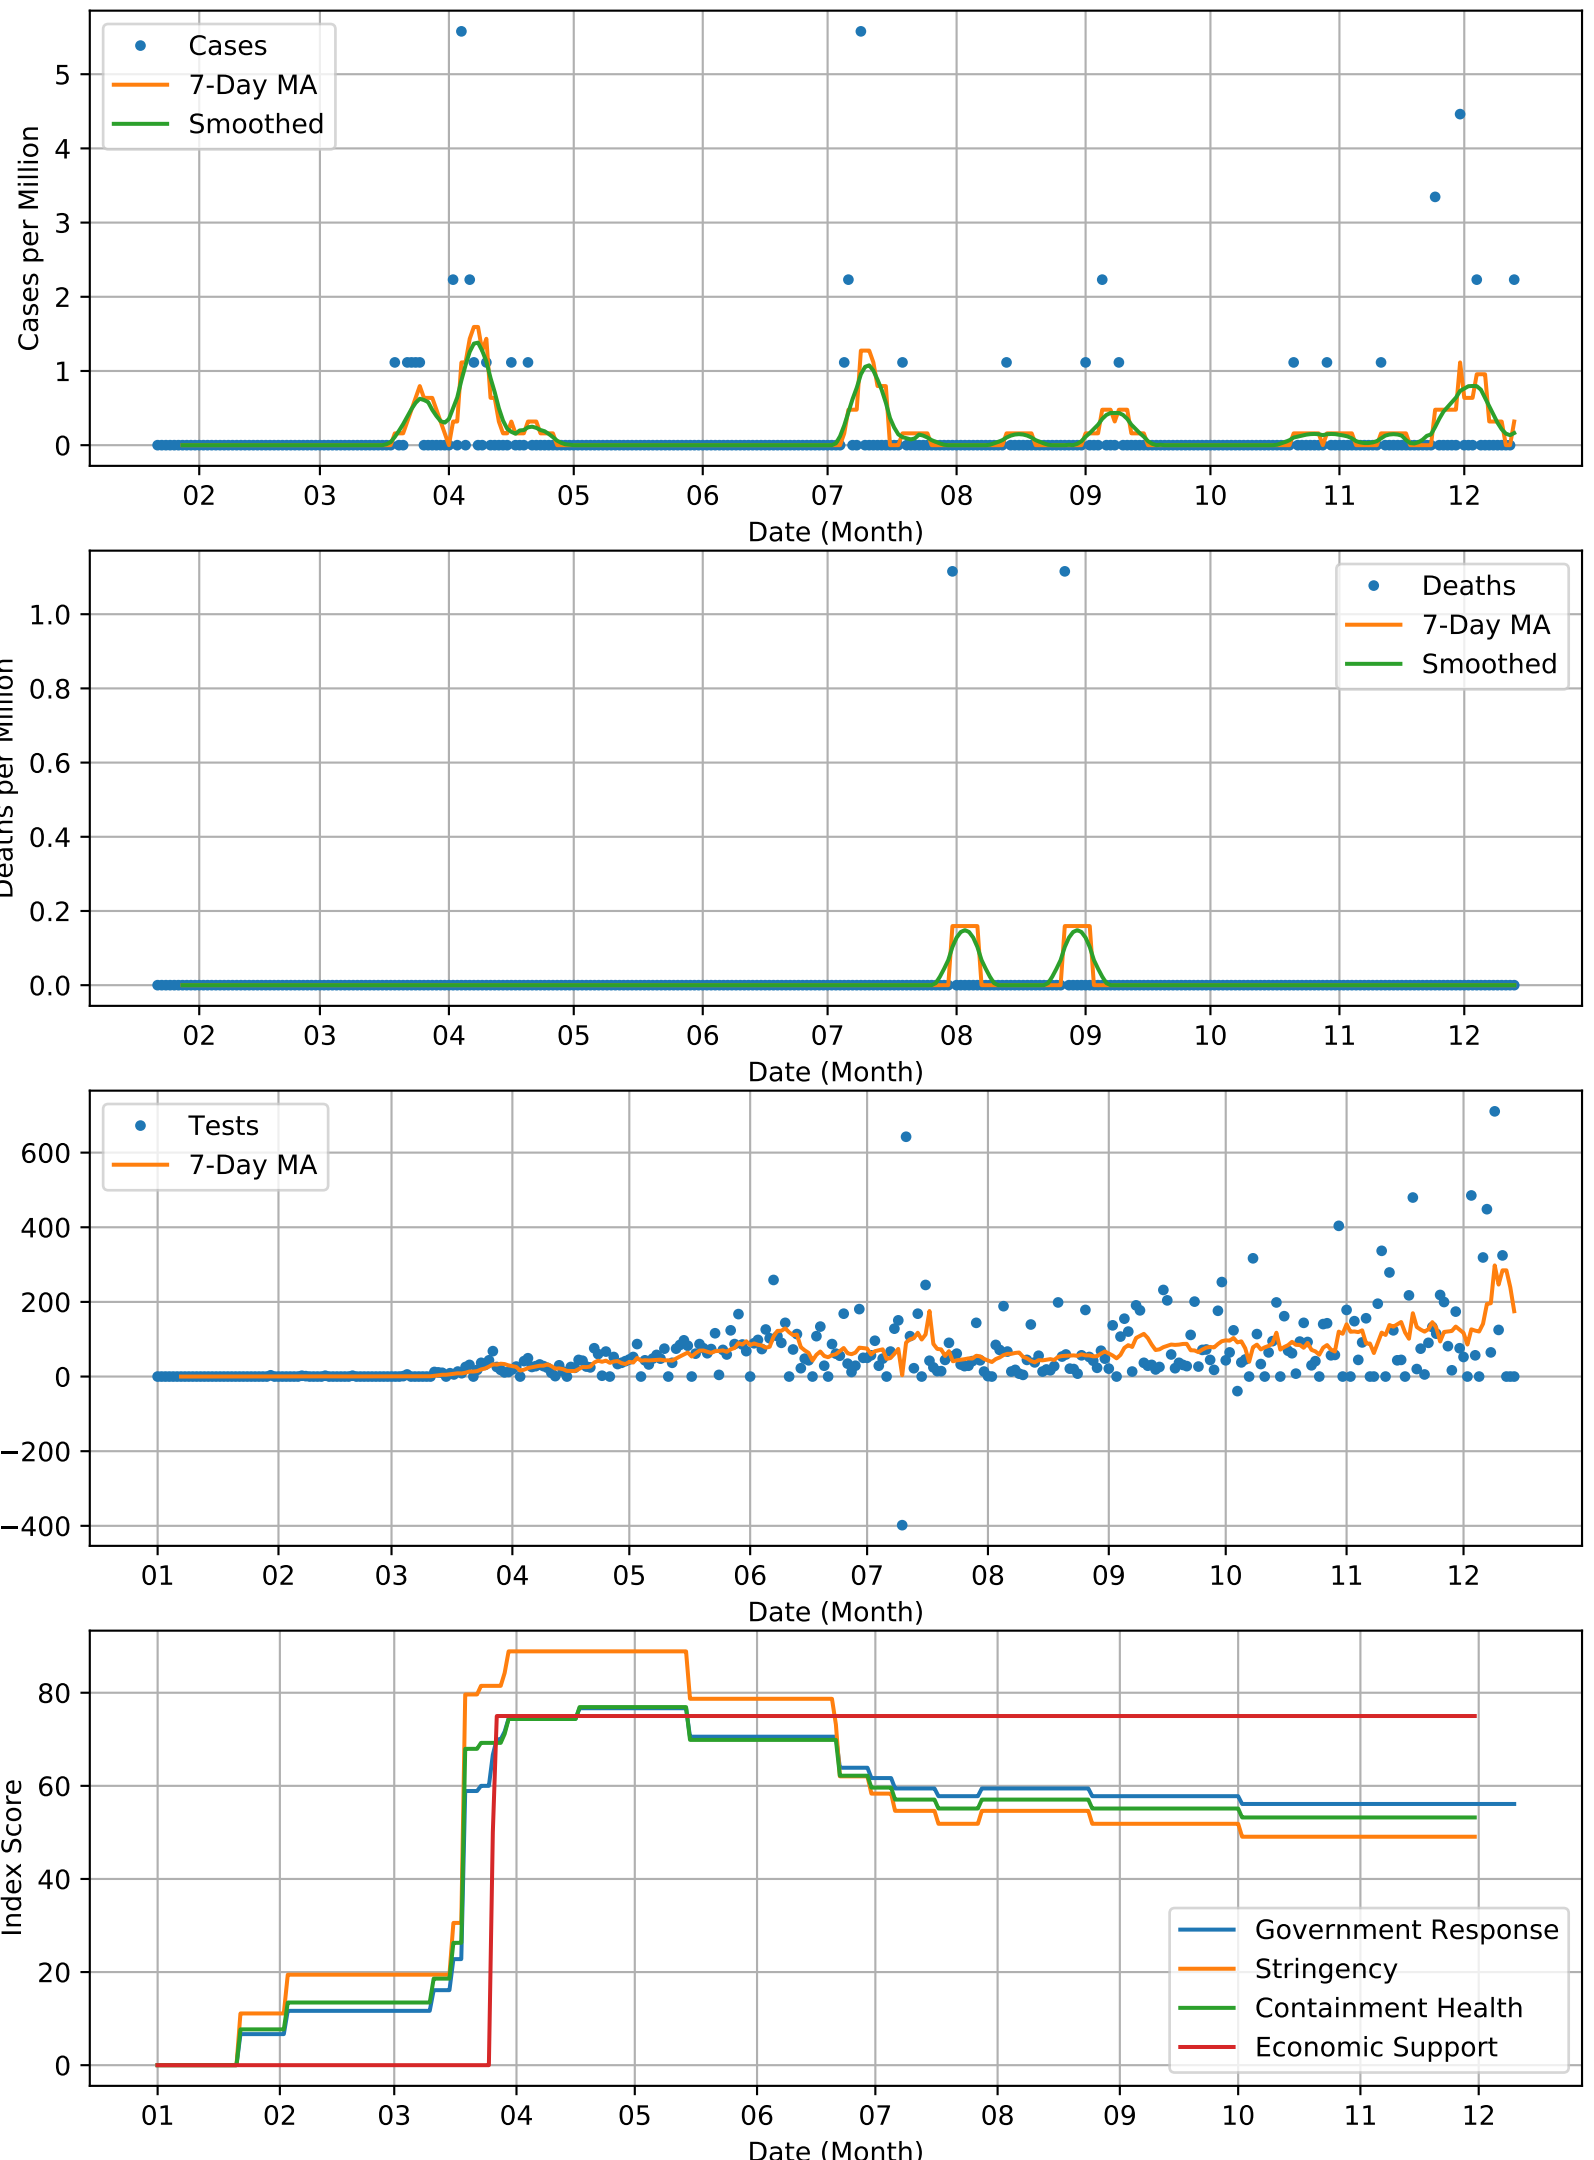 Cases
7-Day MA
Smoothed
5
4
3
2
1
0
Cases per Million
02 03 04 05 06 07 08 09 10 11 12
Date (Month)
Deaths
7-Day MA
Smoothed
1.0
0.8
0.6
0.4
0.2
0.0
Deaths per Million
02 03 04 05 06 07 08 09 10 11 12
Date (Month)
Tests
7-Day MA
600
400
200
0
−200
−400
01 02 03 04 05 06 07 08 09 10 11 12
Date (Month)
80
60
40
20
0
Index Score
Government Response
Stringency
Containment Health
Economic Support
01 02 03 04 05 06 07 08 09 10 11 12
Date (Month)